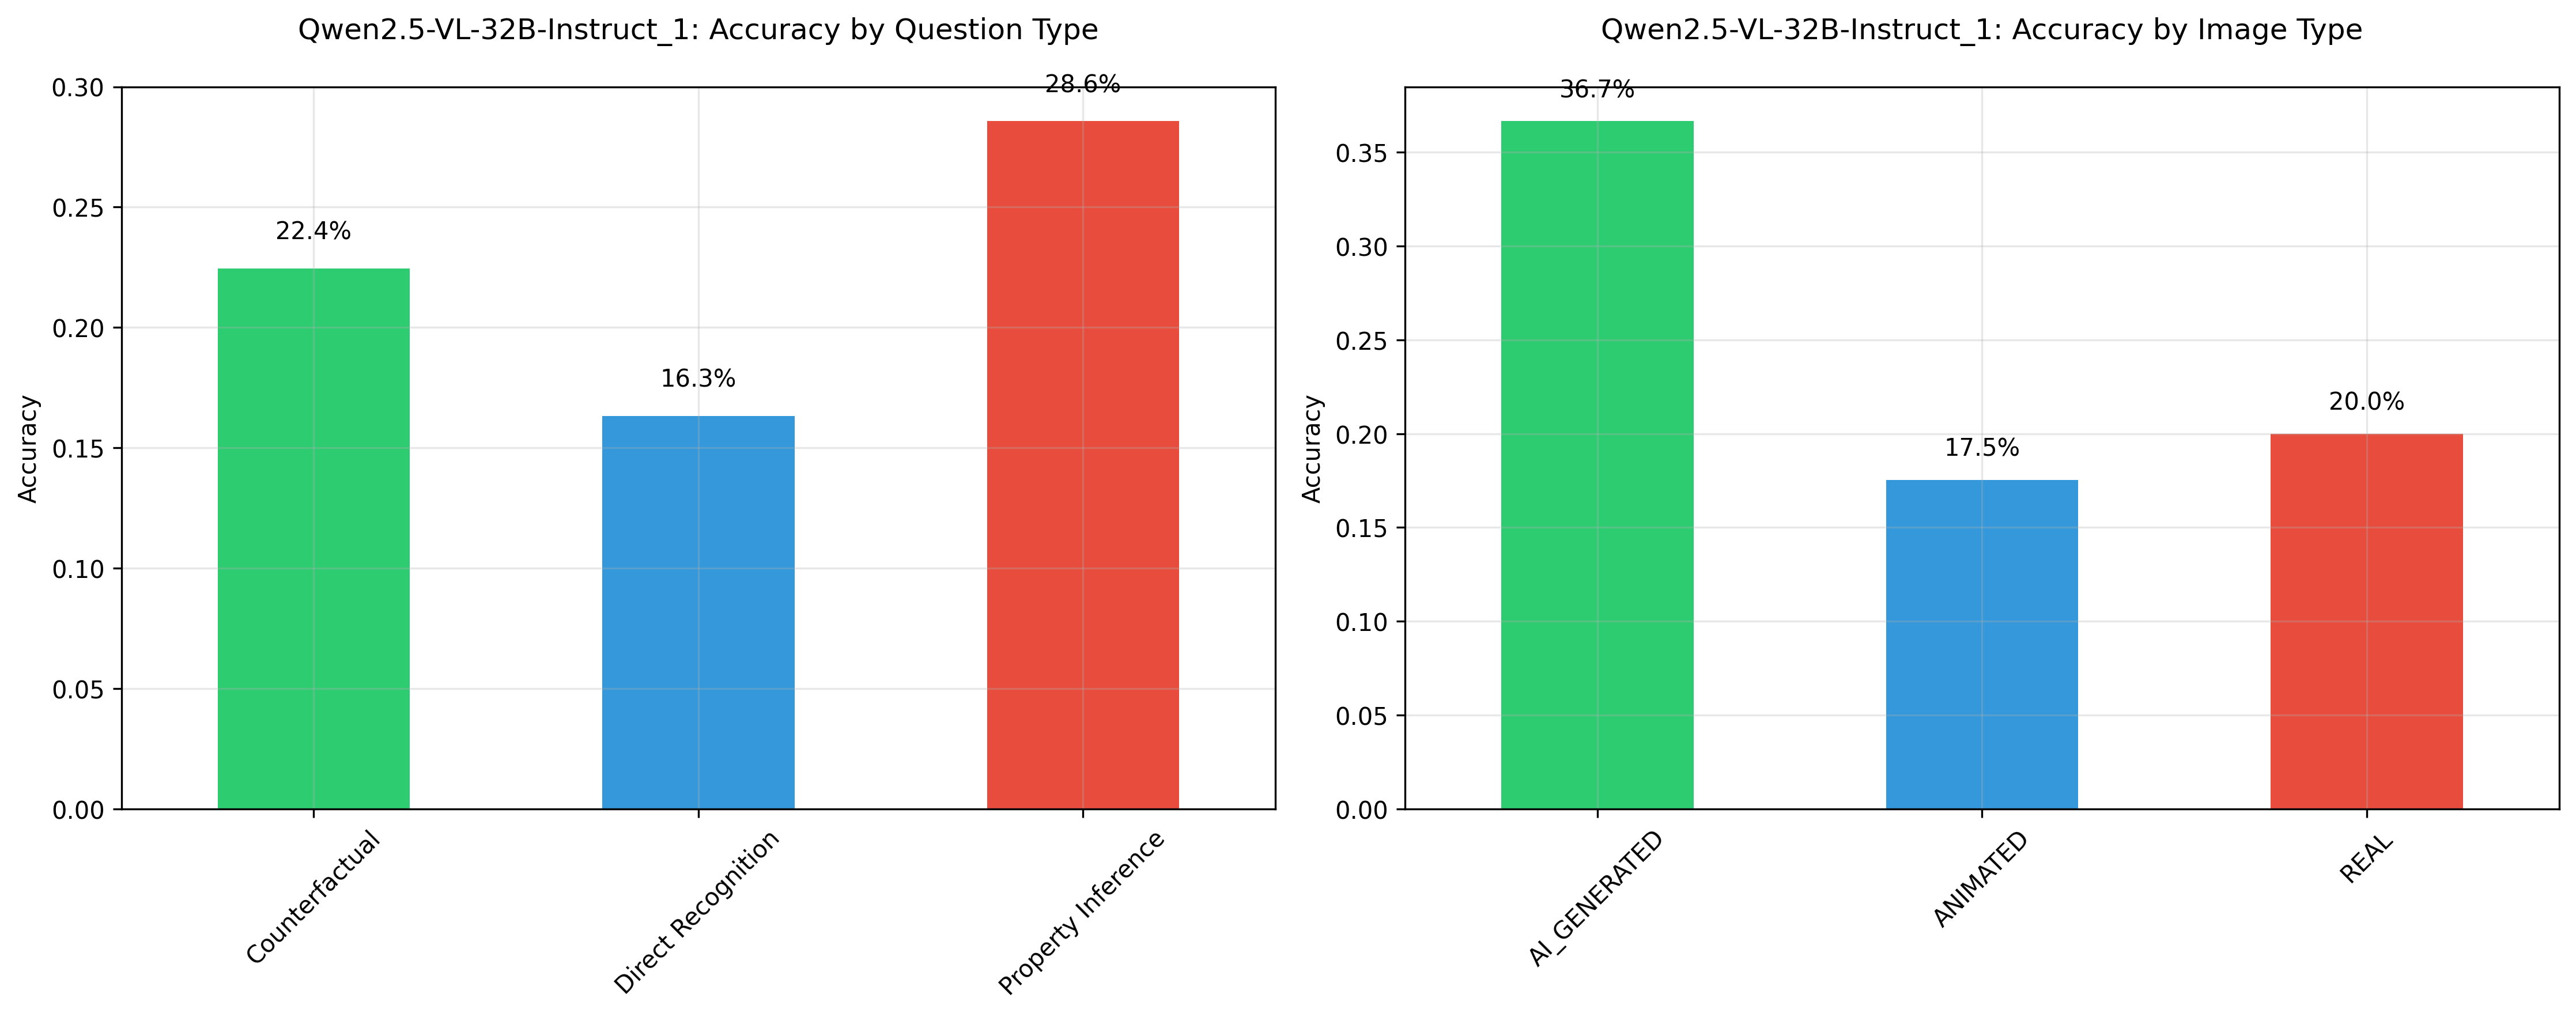 Qwen2.5-VL-32B-Instruct_1: Accuracy by Question Type
Accuracy
0.30
0.25
0.20
0.15
0.10
0.05
0.00
22.4%
16.3%
28.6%
Counterfactual
Direct Recognition
Property Inference
Qwen2.5-VL-32B-Instruct_1: Accuracy by Image Type
Accuracy
0.35
0.30
0.25
0.20
0.15
0.10
0.05
0.00
36.7%
17.5%
20.0%
AI_GENERATED
ANIMATED
REAL